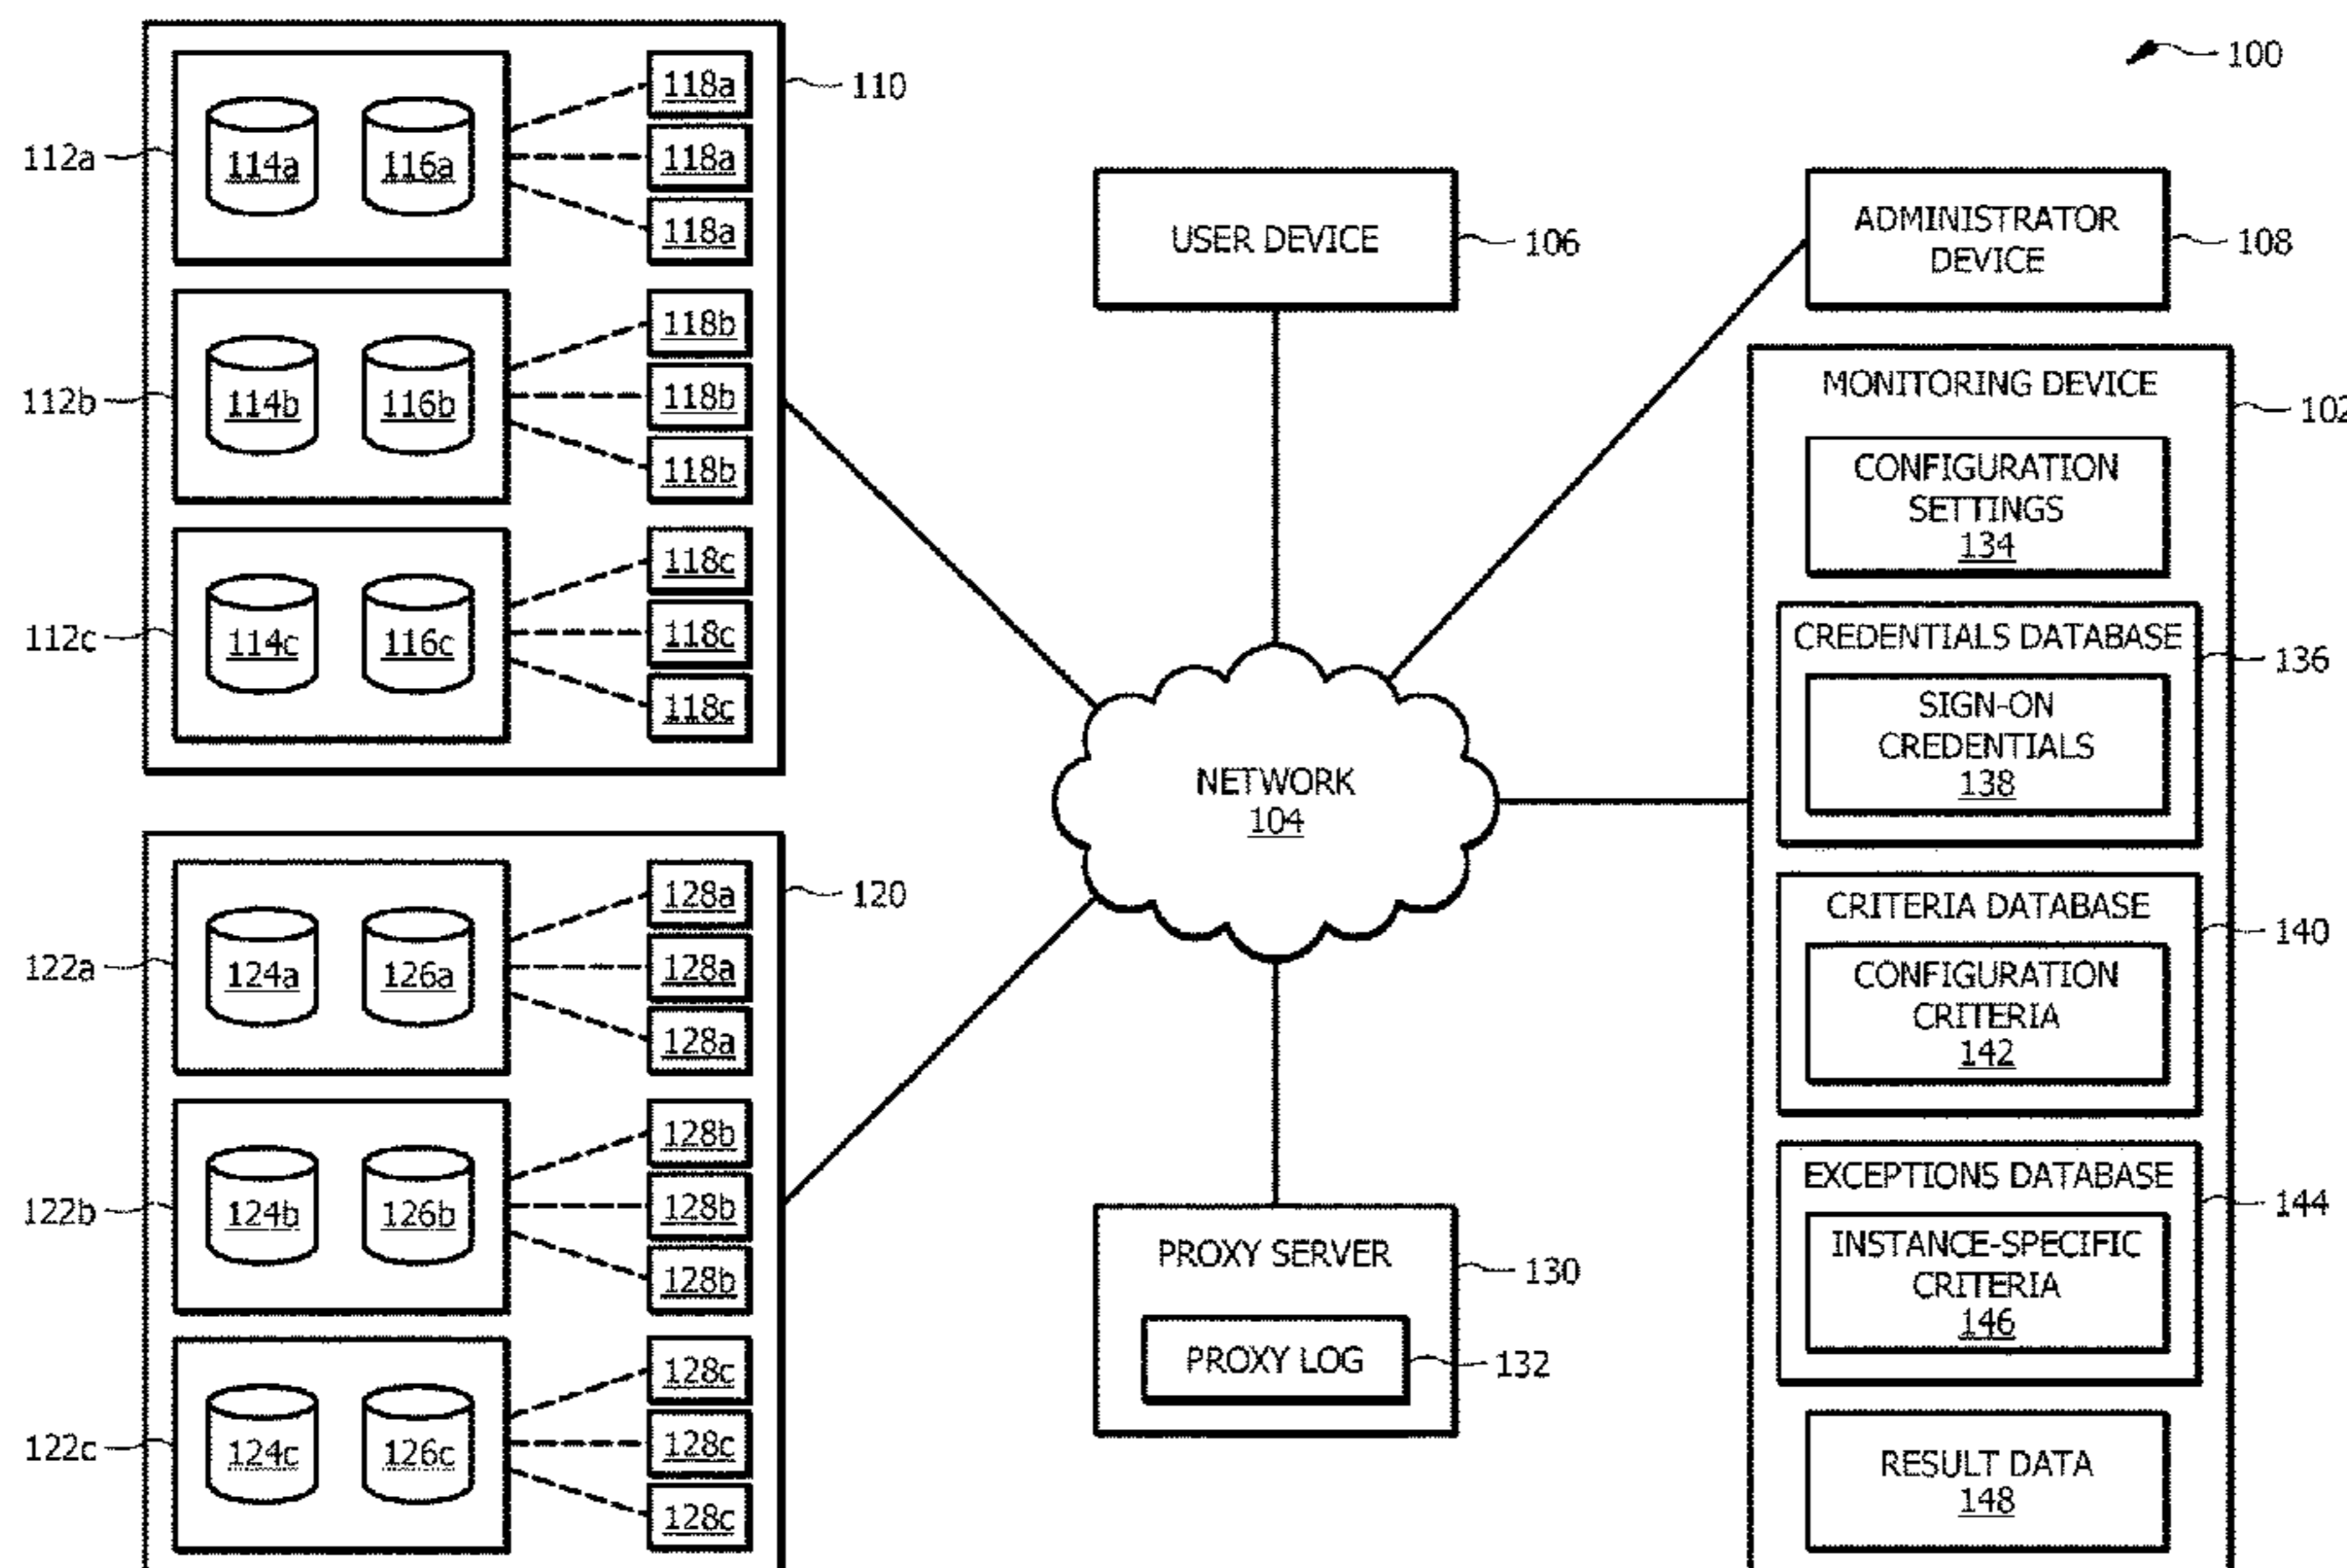 100
110
112a
114a
116a
118a
118a
118a
112b
114b
116b
118b
118b
118b
112c
114c
116c
118c
118c
118c
120
122a
124a
126a
128a
128a
128a
122b
124b
126b
128b
128b
128b
122c
124c
126c
128c
128c
128c
USER DEVICE
106
NETWORK
104
PROXY SERVER
130
PROXY LOG
132
ADMINISTRATOR
DEVICE
108
MONITORING DEVICE
102
CONFIGURATION
SETTINGS
134
CREDENTIALS DATABASE
136
SIGN-ON
CREDENTIALS
138
CRITERIA DATABASE
140
CONFIGURATION
CRITERIA
142
EXCEPTIONS DATABASE
144
INSTANCE-SPECIFIC
CRITERIA
146
RESULT DATA
148